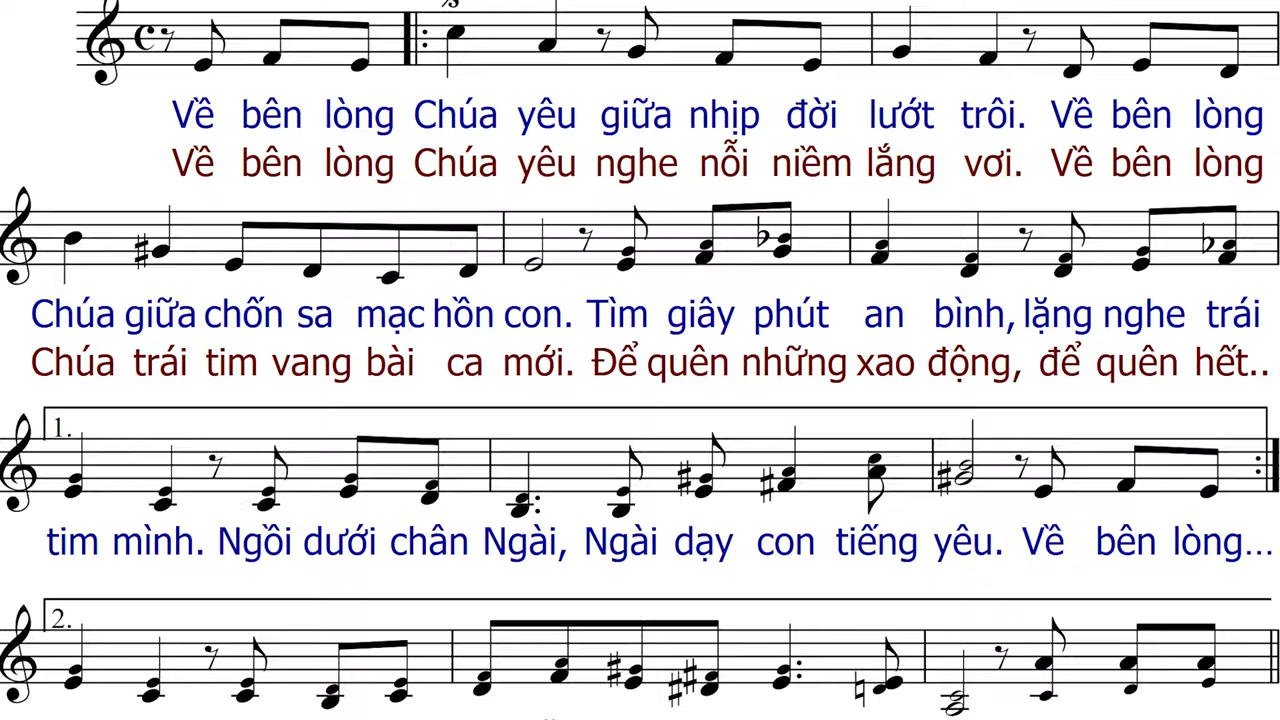 Về bên lòng Chúa yêu giữa nhịp đời lướt trôi. Về bên lòng
Về bên lòng Chúa yêu nghe nỗi niềm lắng vơi. Về bên lòng
Chúa giữa chốn sa mạc hồn con. Tìm giây phút an bình, lặng nghe trái
Chúa trái tim vang bài ca mới. Để quên những xao động, để quên hết..
1.
tim mình. Ngồi dưới chân Ngài, Ngài dạy con tiếng yêu. Về bên lòng...
2.